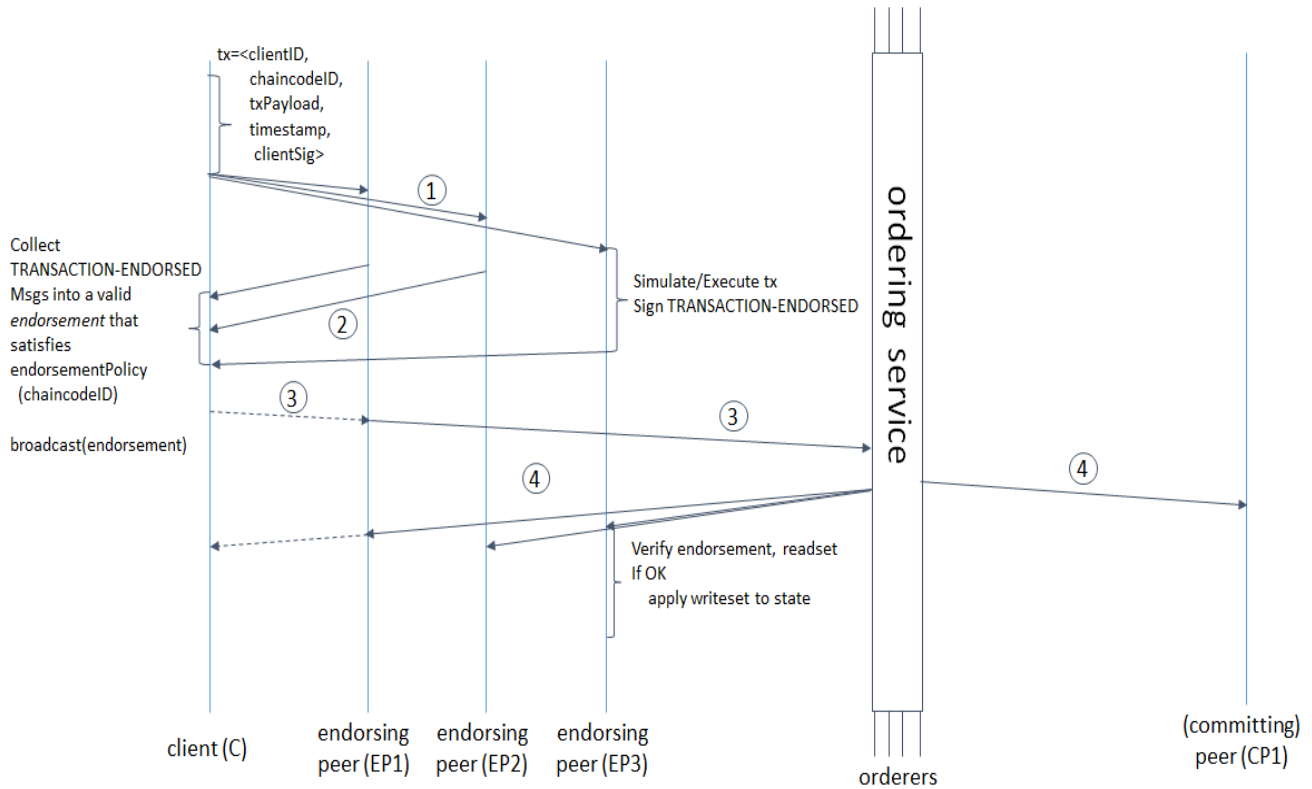 tx=<clientID,
chaincodeID,
txPayload,
timestamp,
clientSig>
1
Collect
TRANSACTION-ENDORSED
Msgs into a valid
endorsement that
satisfies
endorsementPolicy
(chaincodeID)
broadcast(endorsement)
Simulate/Execute tx
Sign TRANSACTION-ENDORSED
2
3
3
ordering service
4
4
Verify endorsement, readset
If OK
apply writeset to state
client (C)
endorsing
peer (EP1)
endorsing
peer (EP2)
endorsing
peer (EP3)
orderers
(committing)
peer (CP1)